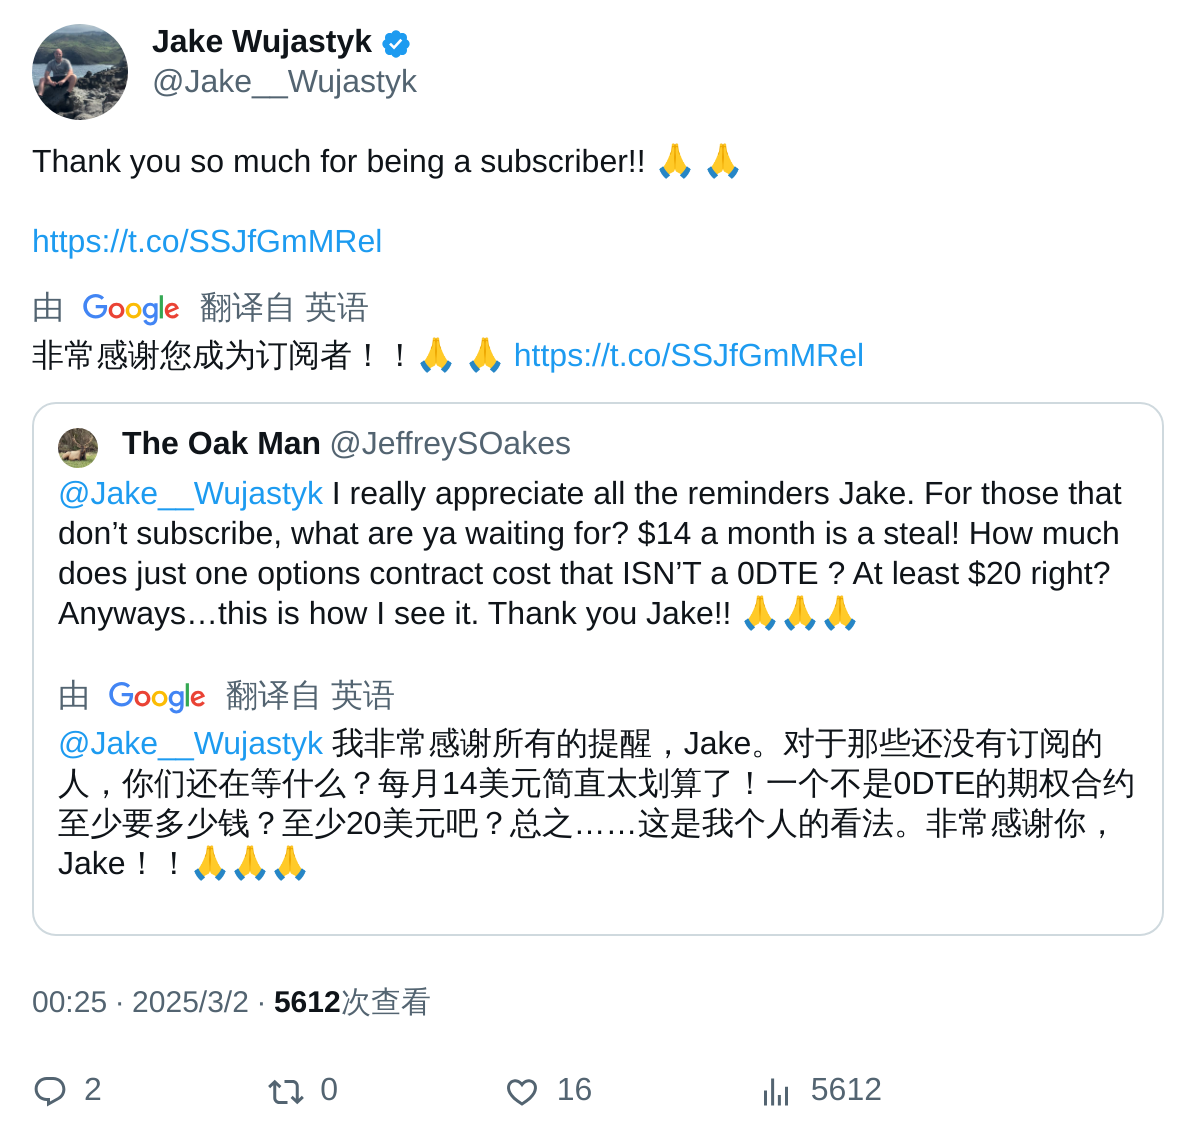 Jake Wujastyk
@Jake__Wujastyk
Thank you so much for being a subscriber!! 🙏 🙏
https://t.co/SSJfGmMRel
由 Google 翻译自 英语
非常感谢您成为订阅者！！🙏 🙏 https://t.co/SSJfGmMRel
The Oak Man @JeffreySOakes
@Jake__Wujastyk I really appreciate all the reminders Jake. For those that
don’t subscribe, what are ya waiting for? $14 a month is a steal! How much
does just one options contract cost that ISN’T a 0DTE ? At least $20 right?
Anyways…this is how I see it. Thank you Jake!! 🙏🙏🙏
由 Google 翻译自 英语
@Jake__Wujastyk 我非常感谢所有的提醒，Jake。对于那些还没有订阅的
人，你们还在等什么？每月14美元简直太划算了！一个不是0DTE的期权合约
至少要多少钱？至少20美元吧？总之……这是我个人的看法。非常感谢你，
Jake！！🙏🙏🙏
00:25 · 2025/3/2 · 5612次查看
2 0 16 5612